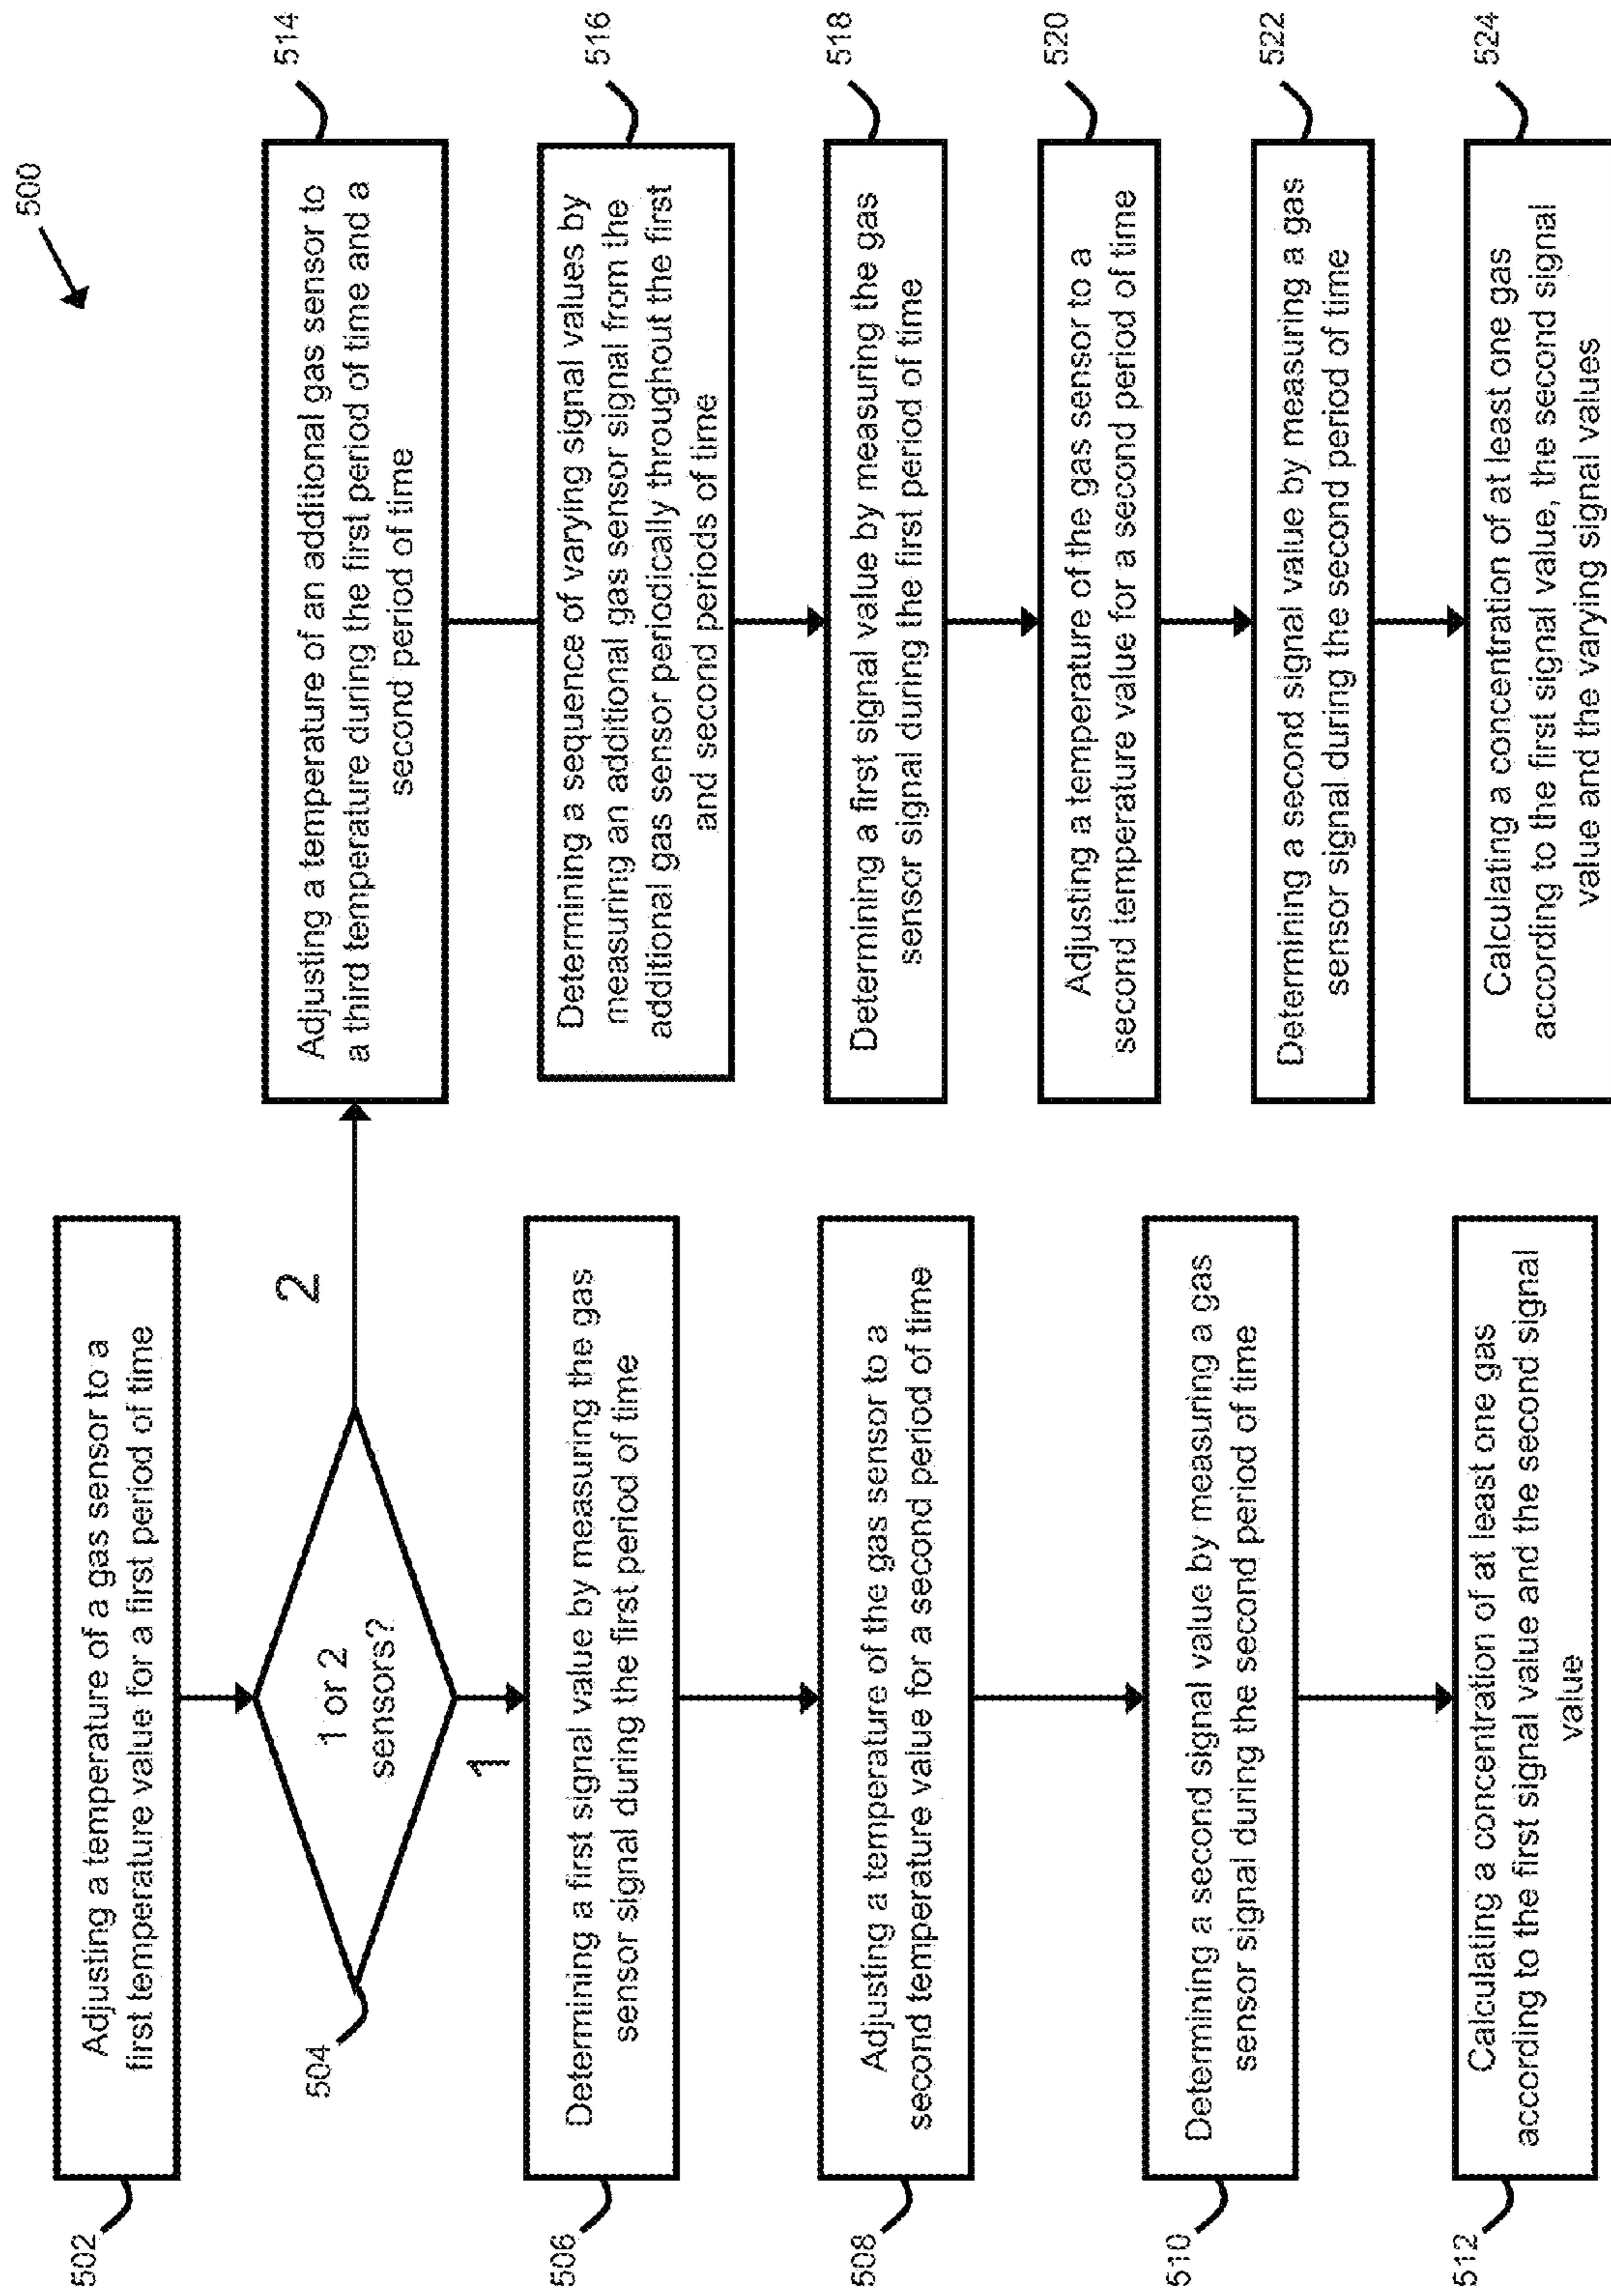 500
502
Adjusting a temperature of a gas sensor to a
first temperature value for a first period of time
504
1 or 2
sensors?
1
2
506
Determining a first signal value by measuring the gas
sensor signal during the first period of time
508
Adjusting a temperature of the gas sensor to a
second temperature value for a second period of time
510
Determining a second signal value by measuring a gas
sensor signal during the second period of time
512
Calculating a concentration of at least one gas
according to the first signal value and the second signal
value
514
Adjusting a temperature of an additional gas sensor to
a third temperature during the first period of time and a
second period of time
516
Determining a sequence of varying signal values by
measuring an additional gas sensor signal from the
additional gas sensor periodically throughout the first
and second periods of time
518
Determining a first signal value by measuring the gas
sensor signal during the first period of time
520
Adjusting a temperature of the gas sensor to a
second temperature value for a second period of time
522
Determining a second signal value by measuring a gas
sensor signal during the second period of time
524
Calculating a concentration of at least one gas
according to the first signal value, the second signal
value and the varying signal values